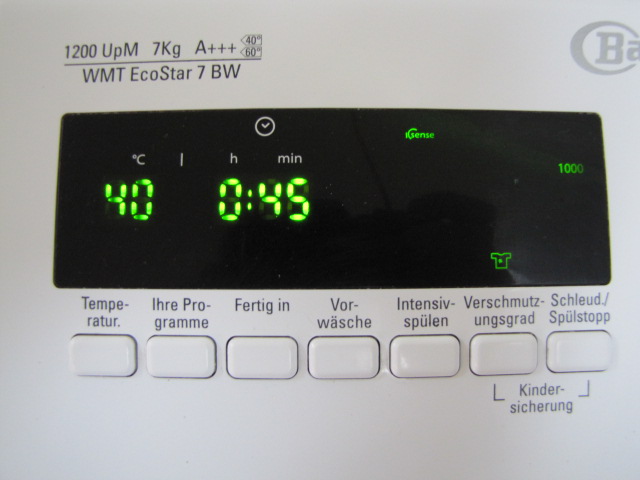 1200 UpM 7Kg A+++ 40° 60°
WMT EcoStar 7 BW
Ba
°C | h min
sense
1000
40 0:45
Tempe-
ratur.
Ihre Pro-
gramme
Fertig in
Vor-
wäsche
Intensiv-
spülen
Verschmutz-
ungsgrad
Schleud./
Spülstopp
Kinder-
sicherung